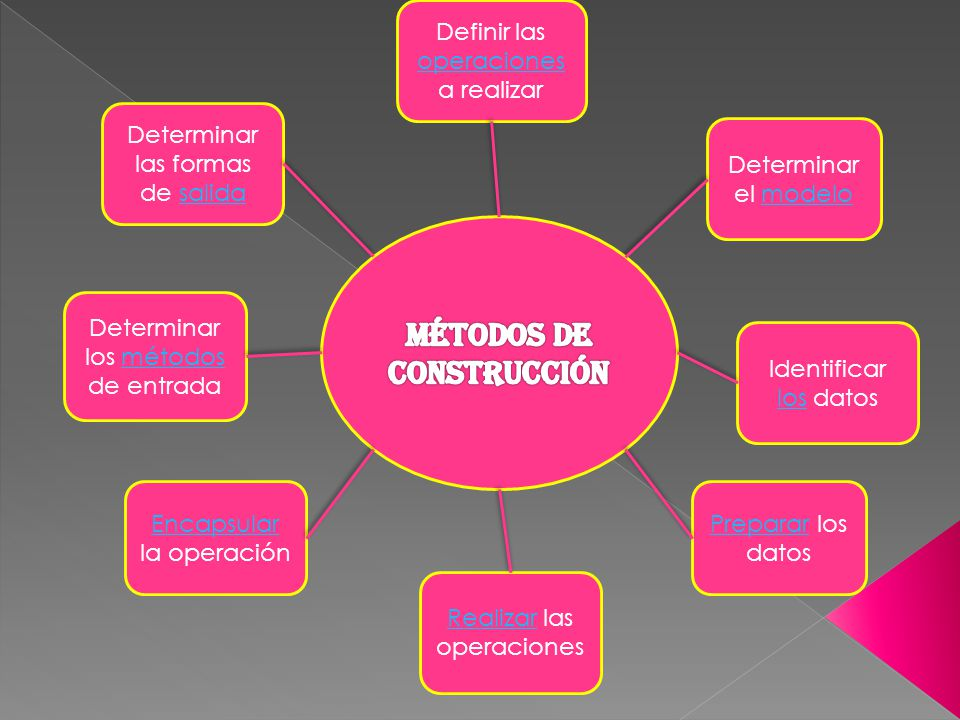 Definir las
operaciones
a realizar
Determinar
el modelo
Identificar
los datos
Preparar los
datos
Realizar las
operaciones
Encapsular
la operación
Determinar
los métodos
de entrada
Determinar
las formas
de salida
MÉTODOS DE
CONSTRUCCIÓN